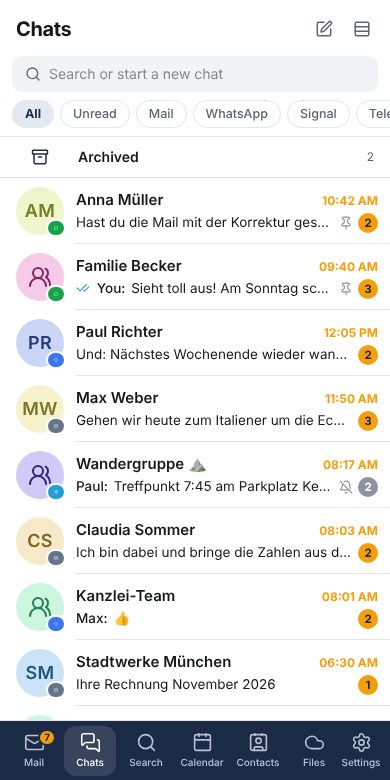 Chats
Search or start a new chat
All Unread Mail WhatsApp Signal Tele
Archived 2
AM Anna Müller 10:42 AM
Hast du die Mail mit der Korrektur ges... 2
Familie Becker 09:40 AM
You: Sieht toll aus! Am Sonntag sc... 3
PR Paul Richter 12:05 PM
Und: Nächstes Wochenende wieder wan... 2
MW Max Weber 11:50 AM
Gehen wir heute zum Italiener um die Ec... 3
Wandergruppe ⛰️ 08:17 AM
Paul: Treffpunkt 7:45 am Parkplatz Ke... 2
CS Claudia Sommer 08:03 AM
Ich bin dabei und bringe die Zahlen aus d... 2
Kanzlei-Team 08:01 AM
Max: 👍 2
SM Stadtwerke München 06:30 AM
Ihre Rechnung November 2026 1
7
Mail Chats Search Calendar Contacts Files Settings